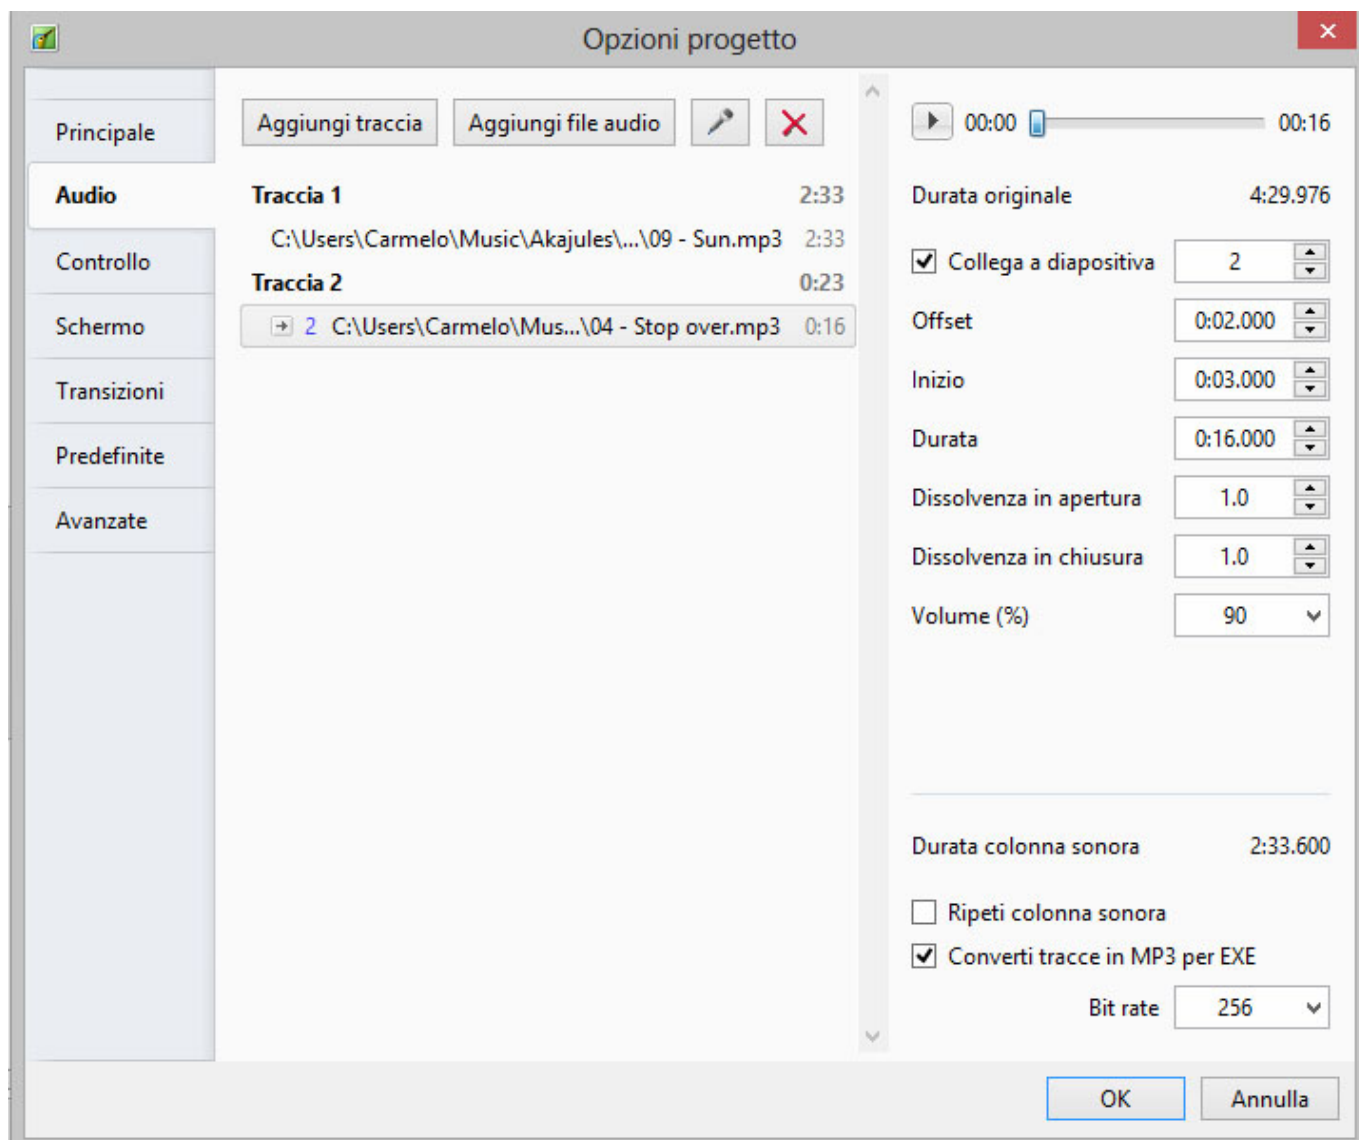 Opzioni progetto
Principale
Audio
Controllo
Schermo
Transizioni
Predefinite
Avanzate
Aggiungi traccia
Aggiungi file audio
Traccia 1 2:33
C:\Users\Carmelo\Music\Akajules\...\09 - Sun.mp3 2:33
Traccia 2 0:23
2 C:\Users\Carmelo\Mus...\04 - Stop over.mp3 0:16
00:00 00:16
Durata originale 4:29.976
Collega a diapositiva 2
Offset 0:02.000
Inizio 0:03.000
Durata 0:16.000
Dissolvenza in apertura 1.0
Dissolvenza in chiusura 1.0
Volume (%) 90
Durata colonna sonora 2:33.600
Ripeti colonna sonora
Converti tracce in MP3 per EXE
Bit rate 256
OK
Annulla